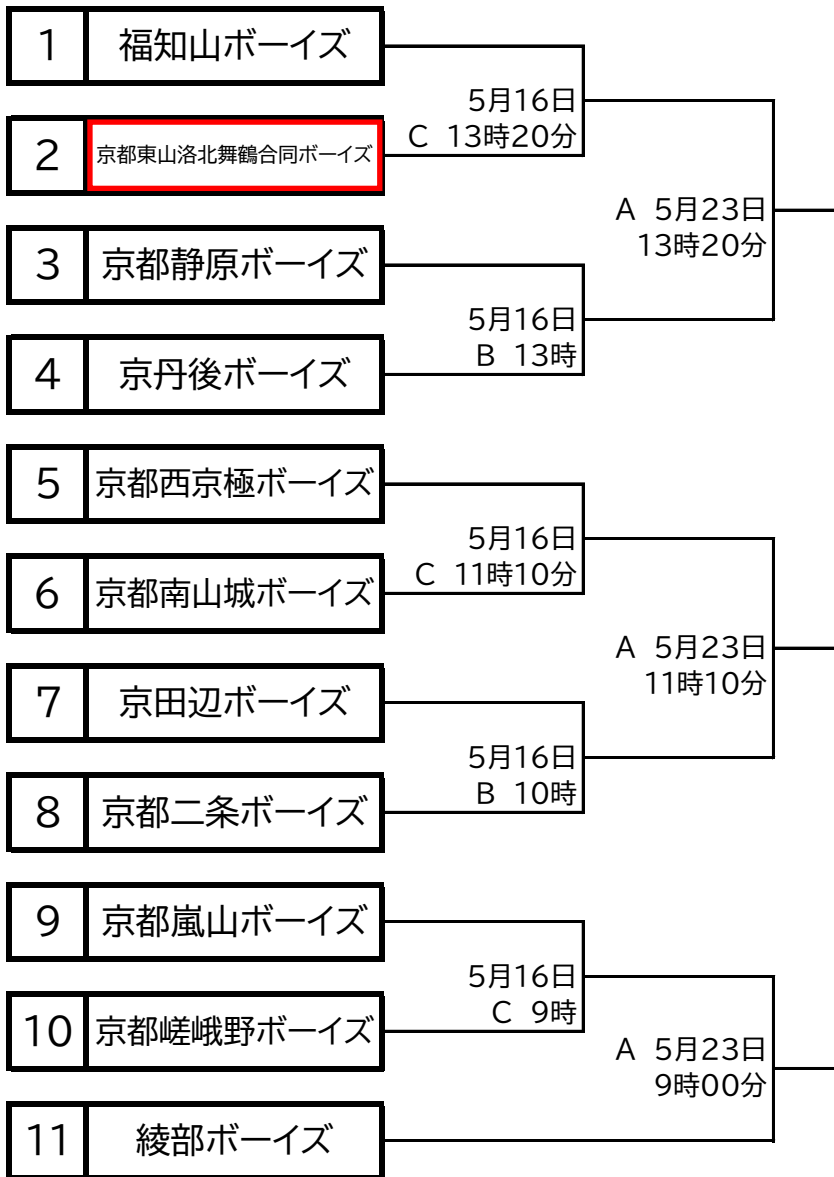 1 福知山ボーイズ
5月16日
C 13時20分
2 京都東山洛北舞鶴合同ボーイズ
A 5月23日
13時20分
3 京都静原ボーイズ
5月16日
B 13時
4 京丹後ボーイズ
5 京都西京極ボーイズ
5月16日
C 11時10分
6 京都南山城ボーイズ
A 5月23日
11時10分
7 京田辺ボーイズ
5月16日
B 10時
8 京都二条ボーイズ
9 京都嵐山ボーイズ
5月16日
C 9時
10 京都嵯峨野ボーイズ
A 5月23日
9時00分
11 綾部ボーイズ